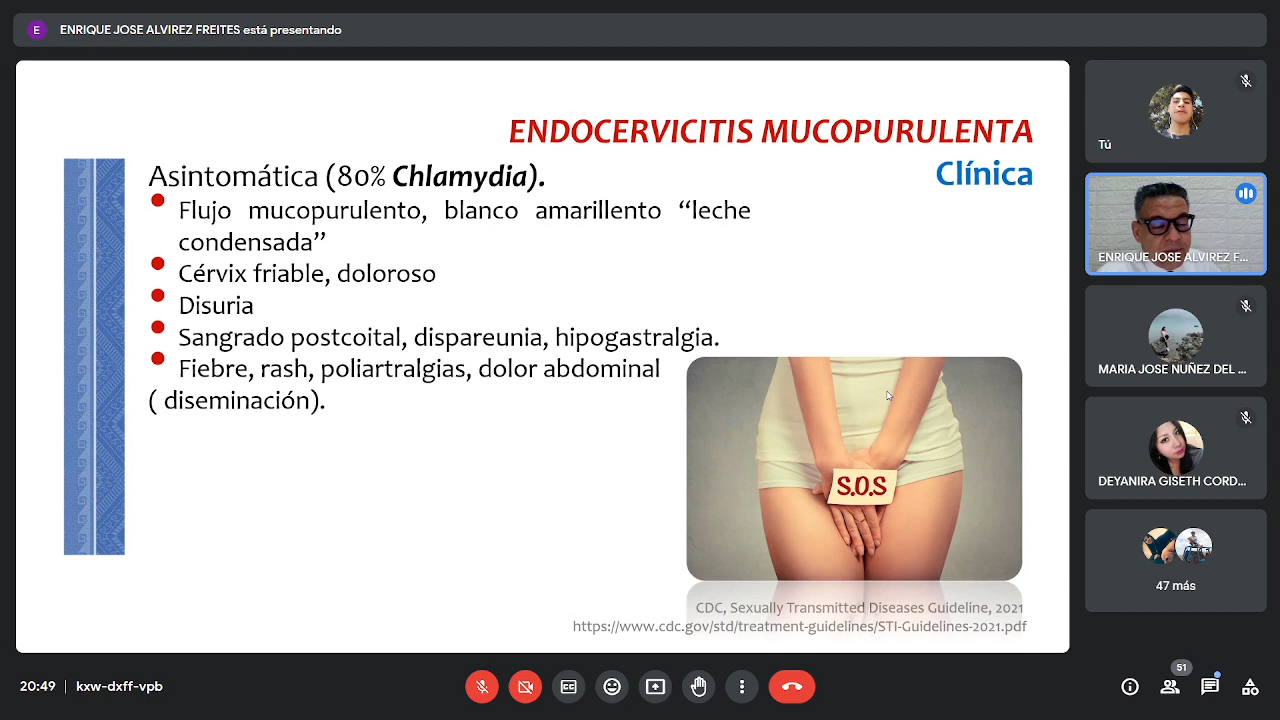 E
ENRIQUE JOSE ALVIREZ FREITES está presentando
ENDOCERVICITIS MUCOPURULENTA
Clínica
Asintomática (80% Chlamydia).
Flujo mucopurulento, blanco amarillento “leche
condensada”
Cérvix friable, doloroso
Disuria
Sangrado postcoital, dispareunia, hipogastralgia.
Fiebre, rash, poliartralgias, dolor abdominal
( diseminación).
S.O.S
CDC, Sexually Transmitted Diseases Guideline, 2021
https://www.cdc.gov/std/treatment-guidelines/STI-Guidelines-2021.pdf
Tú
ENRIQUE JOSE ALVIREZ F...
MARIA JOSE NUÑEZ DEL ...
DEYANIRA GISETH CORD...
47 más
20:49 | kxw-dxff-vpb
51